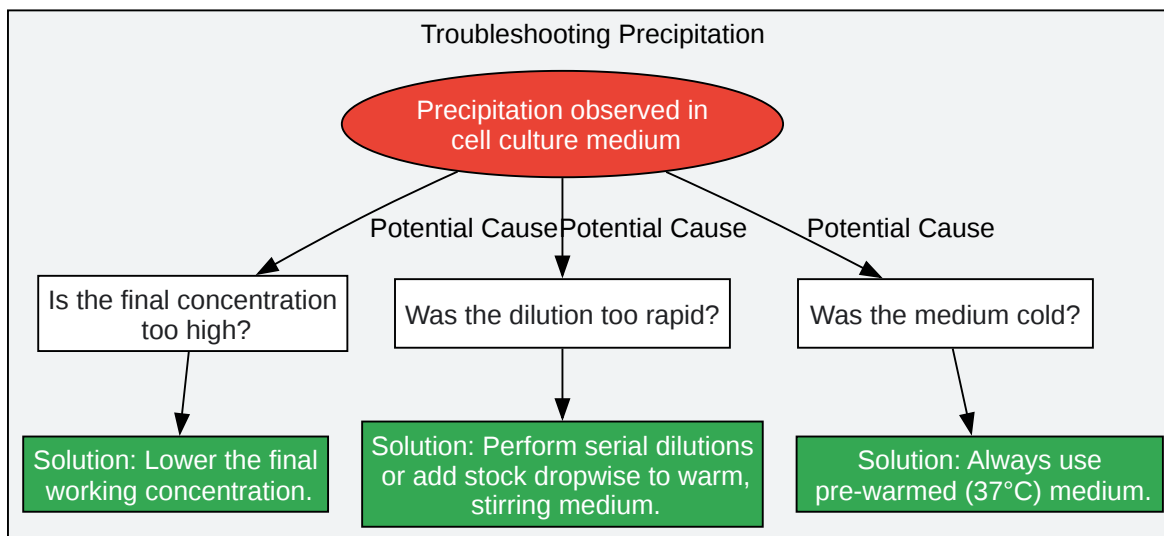 Troubleshooting Precipitation
Precipitation observed in
cell culture medium
Potential Cause
Potential Cause
Potential Cause
Is the final concentration
too high?
Was the dilution too rapid?
Was the medium cold?
Solution: Lower the final
working concentration.
Solution: Perform serial dilutions
or add stock dropwise to warm,
stirring medium.
Solution: Always use
pre-warmed (37°C) medium.